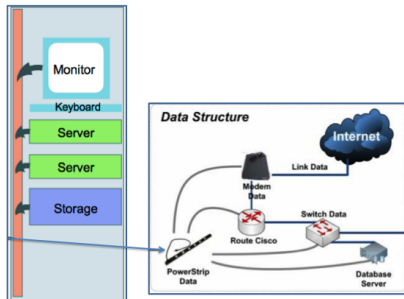 Monitor
Keyboard
Server
Server
Storage
Data Structure
Internet
Link Data
Modem
Data
Switch Data
Route Cisco
PowerStrip
Data
Database
Server